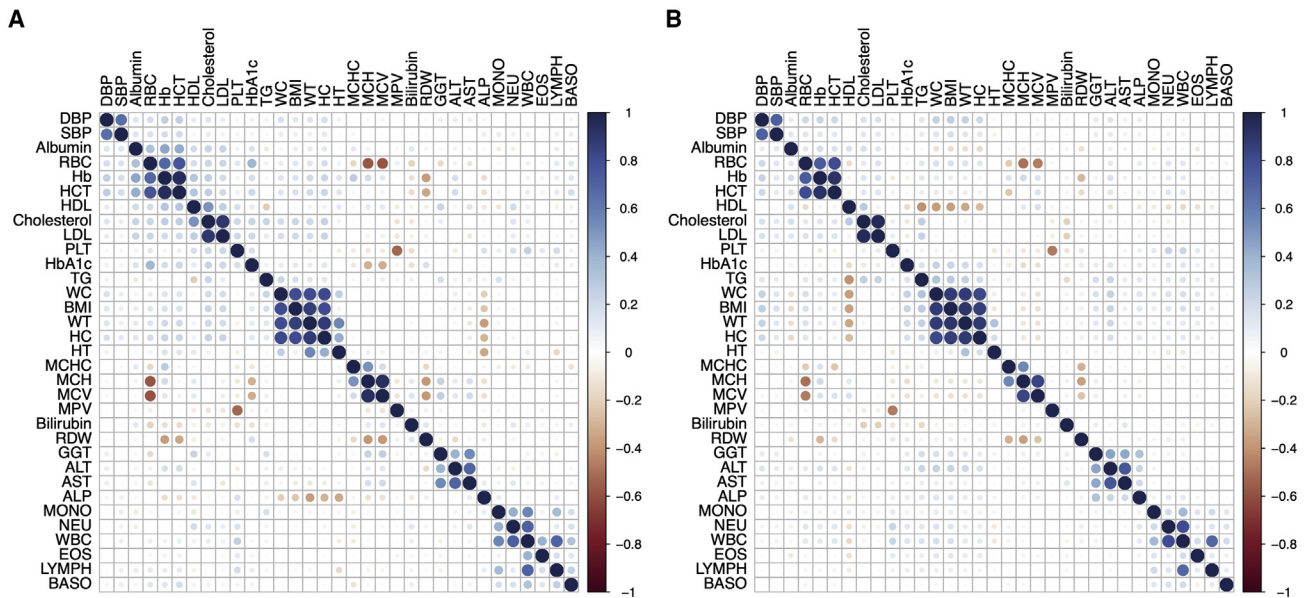 A
DBP SBP Albumin RBC Hb HCT HDL Cholesterol LDL PLT HbA1c TG WC BMI WT HC HT MCHC MCH MCV MPV Bilirubin RDW GGT ALT AST ALP MONO NEU WBC EOS LYMPH BASO
DBP
SBP
Albumin
RBC
Hb
HCT
HDL
Cholesterol
LDL
PLT
HbA1c
TG
WC
BMI
WT
HC
HT
MCHC
MCH
MCV
MPV
Bilirubin
RDW
GGT
ALT
AST
ALP
MONO
NEU
WBC
EOS
LYMPH
BASO
1
0.8
0.6
0.4
0.2
0
−0.2
−0.4
−0.6
−0.8
−1
B
DBP SBP Albumin RBC Hb HCT HDL Cholesterol LDL PLT HbA1c TG WC BMI WT HC HT MCHC MCH MCV MPV Bilirubin RDW GGT ALT AST ALP MONO NEU WBC EOS LYMPH BASO
DBP
SBP
Albumin
RBC
Hb
HCT
HDL
Cholesterol
LDL
PLT
HbA1c
TG
WC
BMI
WT
HC
HT
MCHC
MCH
MCV
MPV
Bilirubin
RDW
GGT
ALT
AST
ALP
MONO
NEU
WBC
EOS
LYMPH
BASO
1
0.8
0.6
0.4
0.2
0
−0.2
−0.4
−0.6
−0.8
−1